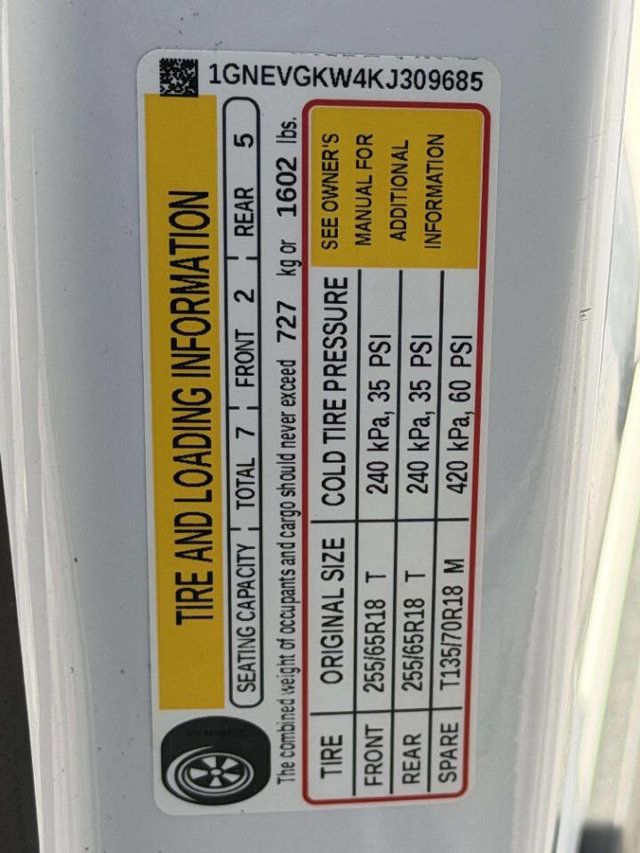 1GNEVGKW4KJ309685
TIRE AND LOADING INFORMATION
SEATING CAPACITY TOTAL 7 FRONT 2 REAR 5
The combined weight of occupants and cargo should never exceed 727 kg or 1602 lbs.
TIRE ORIGINAL SIZE COLD TIRE PRESSURE SEE OWNER'S
FRONT 255/65R18 T 240 kPa, 35 PSI MANUAL FOR
REAR 255/65R18 T 240 kPa, 35 PSI ADDITIONAL
SPARE T135/70R18 M 420 kPa, 60 PSI INFORMATION